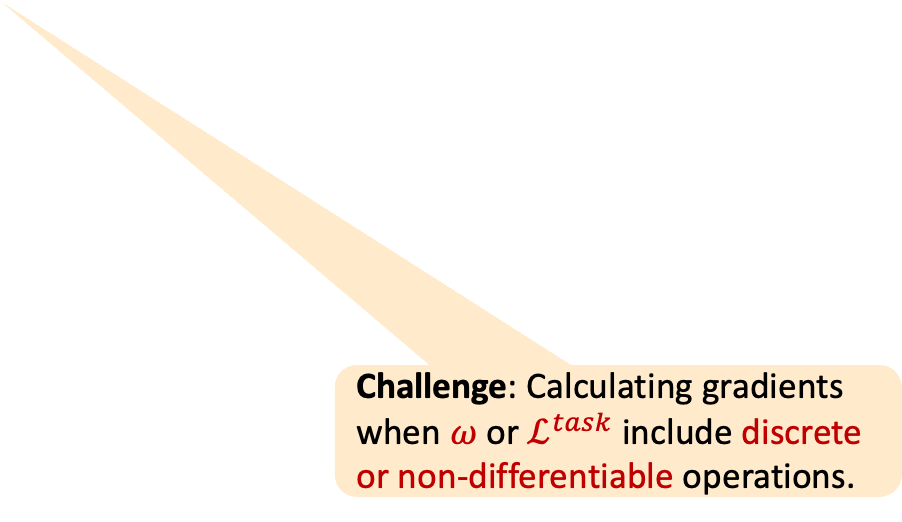 Challenge: Calculating gradients
when ω or ℒ^task include discrete
or non-differentiable operations.